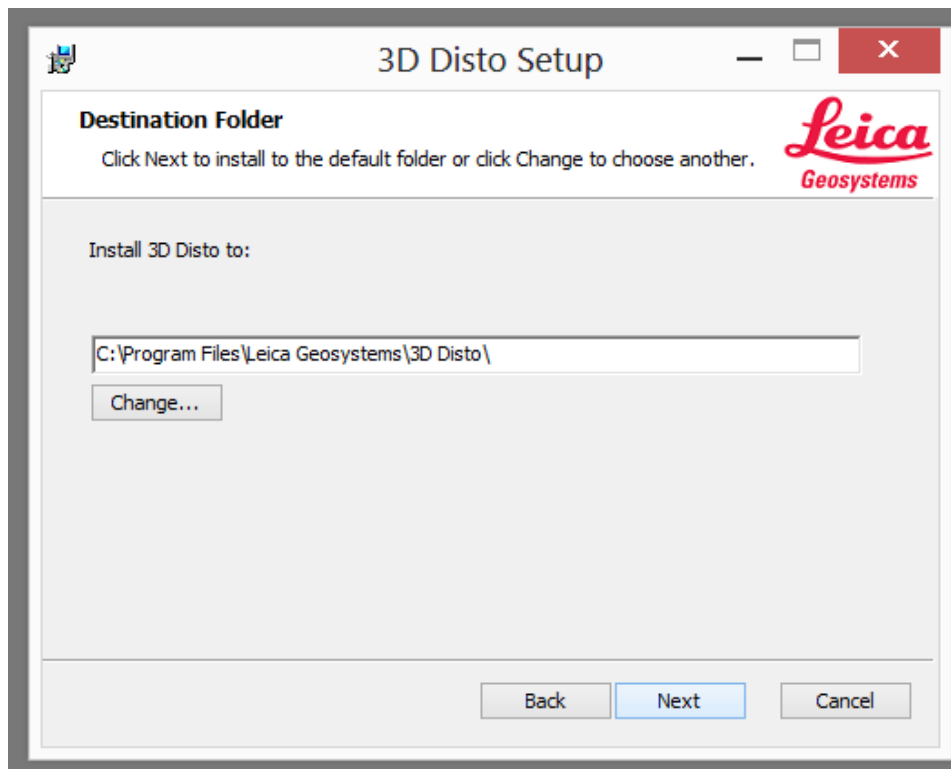 3D Disto Setup
Destination Folder
Click Next to install to the default folder or click Change to choose another.
Leica
Geosystems
Install 3D Disto to:
C:\Program Files\Leica Geosystems\3D Disto\
Change...
Back Next Cancel